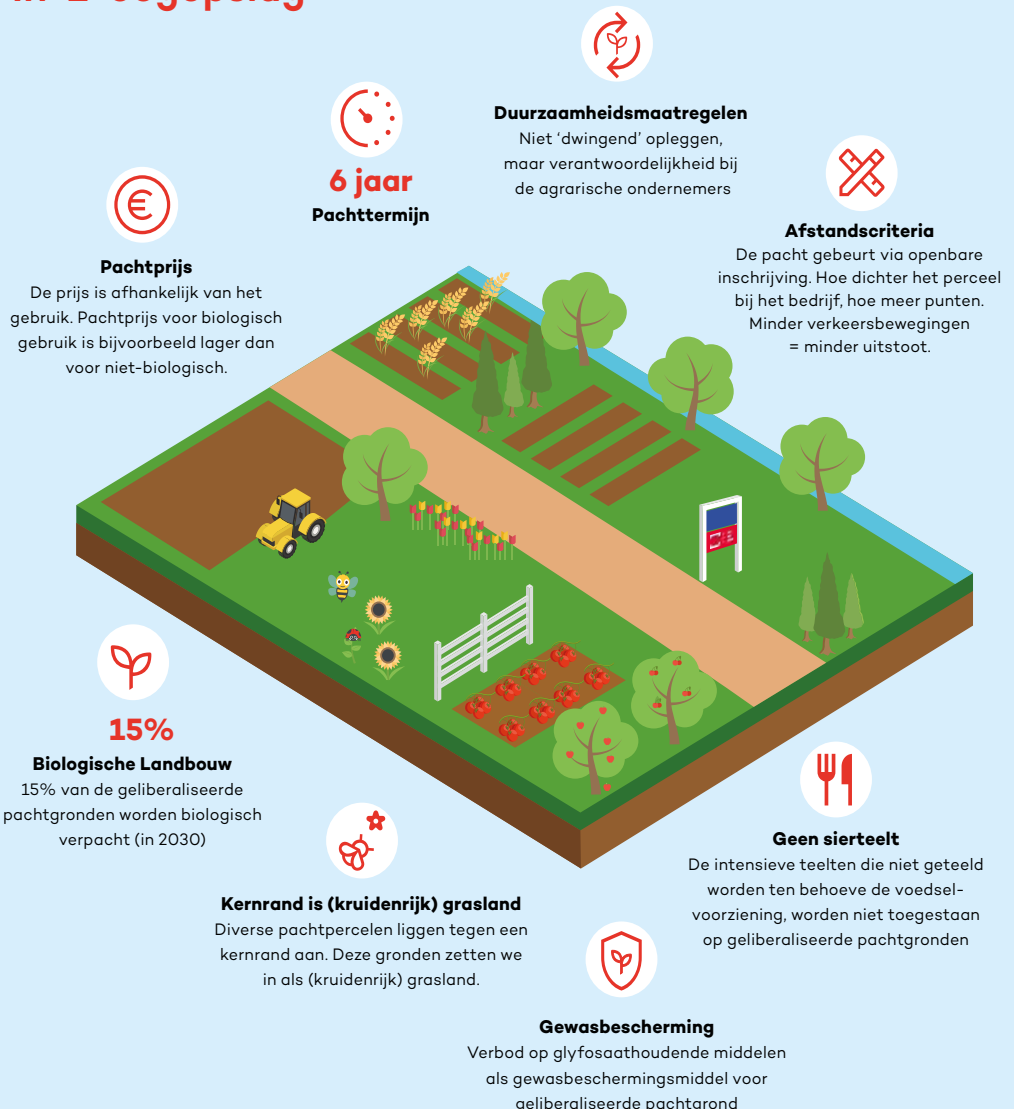 in 1 oogopslag
Duurzaamheidsmaatregelen
Niet ‘dwingend’ opleggen,
maar verantwoordelijkheid bij
de agrarische ondernemers
6 jaar
Pachttermijn
Afstandscriteria
De pacht gebeurt via openbare
inschrijving. Hoe dichter het perceel
bij het bedrijf, hoe meer punten.
Minder verkeersbewegingen
= minder uitstoot.
Pachtprijs
De prijs is afhankelijk van het
gebruik. Pachtprijs voor biologisch
gebruik is bijvoorbeeld lager dan
voor niet-biologisch.
15%
Biologische Landbouw
15% van de geliberaliseerde
pachtgronden worden biologisch
verpacht (in 2030)
Kernrand is (kruidenrijk) grasland
Diverse pachtpercelen liggen tegen een
kernrand aan. Deze gronden zetten we
in als (kruidenrijk) grasland.
Geen sierteelt
De intensieve teelten die niet geteeld
worden ten behoeve de voedsel-
voorziening, worden niet toegestaan
op geliberaliseerde pachtgronden
Gewasbescherming
Verbod op glyfosaathoudende middelen
als gewasbeschermingsmiddel voor
geliberaliseerde pachtgrond